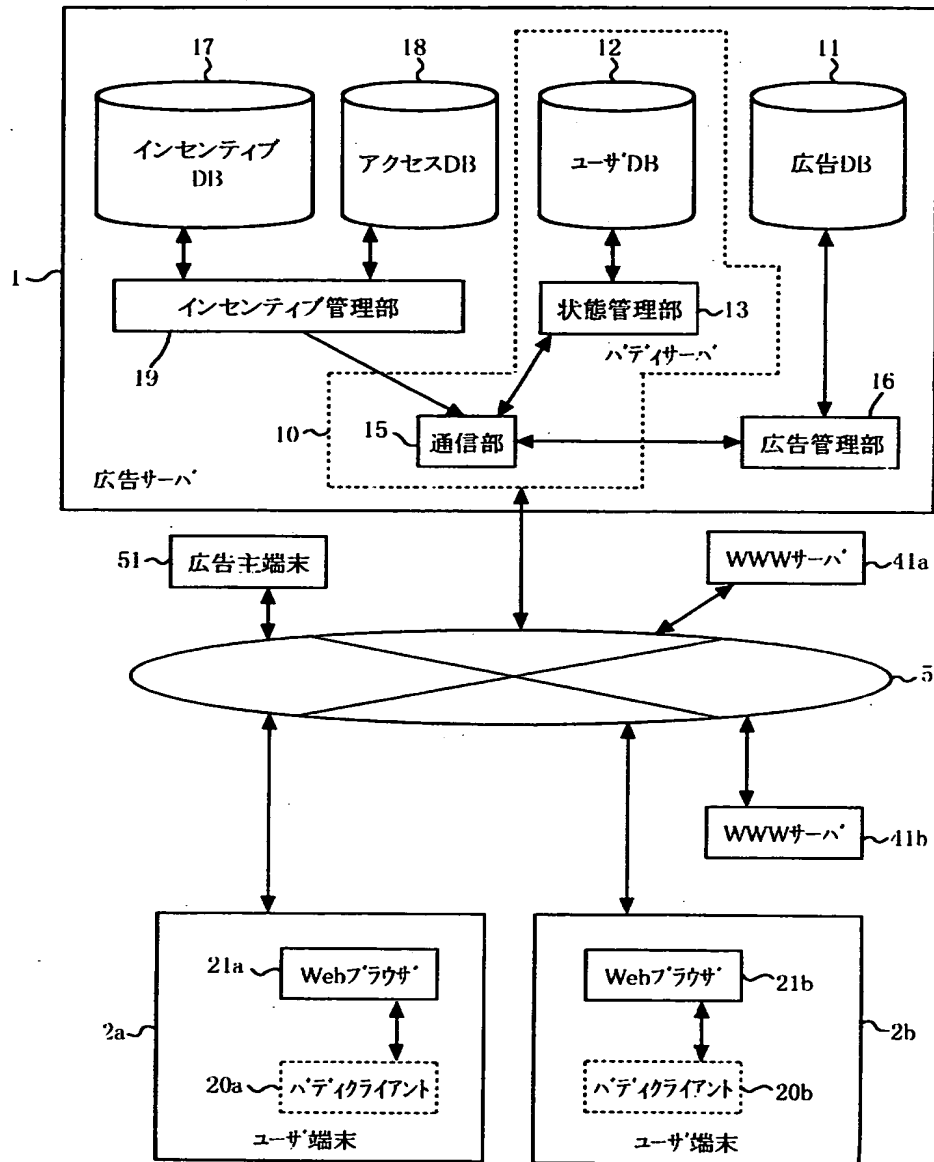 17
18
12
11
インセンティブ
DB
アクセスDB
ユーザDB
広告DB
1
インセンティブ管理部
状態管理部
13
バディサーバ
19
16
10
15
通信部
広告管理部
広告サーバ
51
広告主端末
WWWサーバ
41a
5
WWWサーバ
41b
21a
Webブラウザ
Webブラウザ
21b
2a
2b
20a
バディクライアント
バディクライアント
20b
ユーザ端末
ユーザ端末